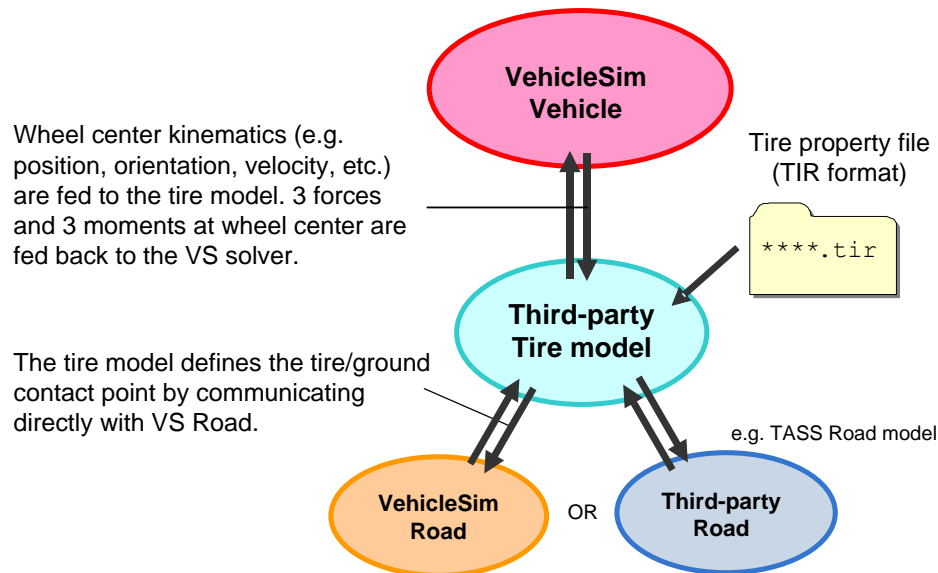 VehicleSim
Vehicle
Wheel center kinematics (e.g.
position, orientation, velocity, etc.)
are fed to the tire model. 3 forces
and 3 moments at wheel center are
fed back to the VS solver.
Tire property file
(TIR format)
****.tir
Third-party
Tire model
The tire model defines the tire/ground
contact point by communicating
directly with VS Road.
e.g. TASS Road model
VehicleSim
Road
OR
Third-party
Road